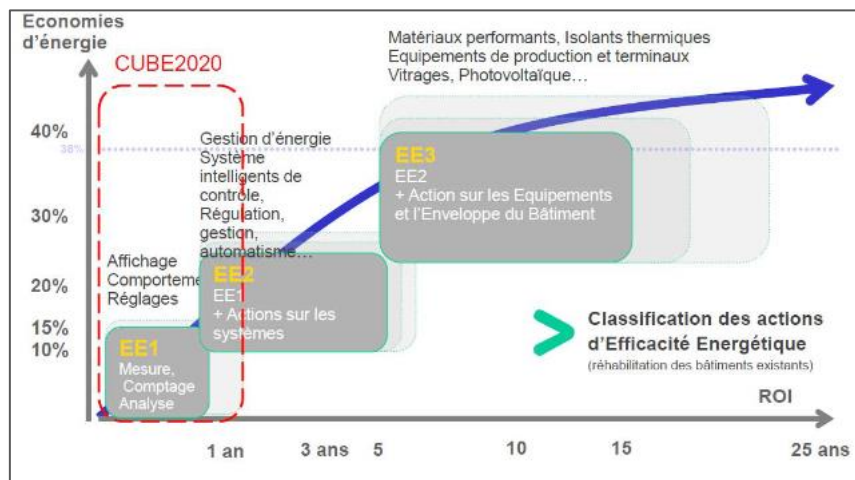 Economies
d'énergie
CUBE2020
Matériaux performants, Isolants thermiques
Equipements de production et terminaux
Vitrages, Photovoltaïque…
40%
38%
30%
20%
15%
10%
Gestion d'énergie
Système
intelligents de
contrôle,
Régulation,
gestion,
automatisme…
Affichage
Comporteme
Réglages
EE3
EE2
+ Action sur les Equipements
et l'Enveloppe du Bâtiment
EE2
EE1
+ Actions sur les
systèmes
EE1
Mesure,
Comptage
Analyse
Classification des actions
d'Efficacité Energétique
(réhabilitation des bâtiments existants)
ROI
1 an
3 ans
5
10
15
25 ans